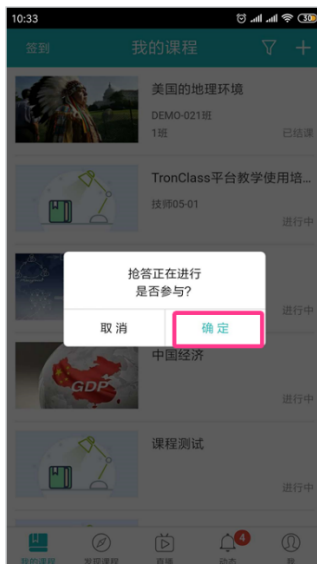 10:33
30
签到
我的课程
美国的地理环境
DEMO-021班
1班
已结课
TronClass平台教学使用培...
技师05-01
进行中
抢答正在进行
是否参与?
取消
确定
进行中
中国经济
GDP
进行中
课程测试
进行中
4
我的课程
发现课程
直播
动态
我